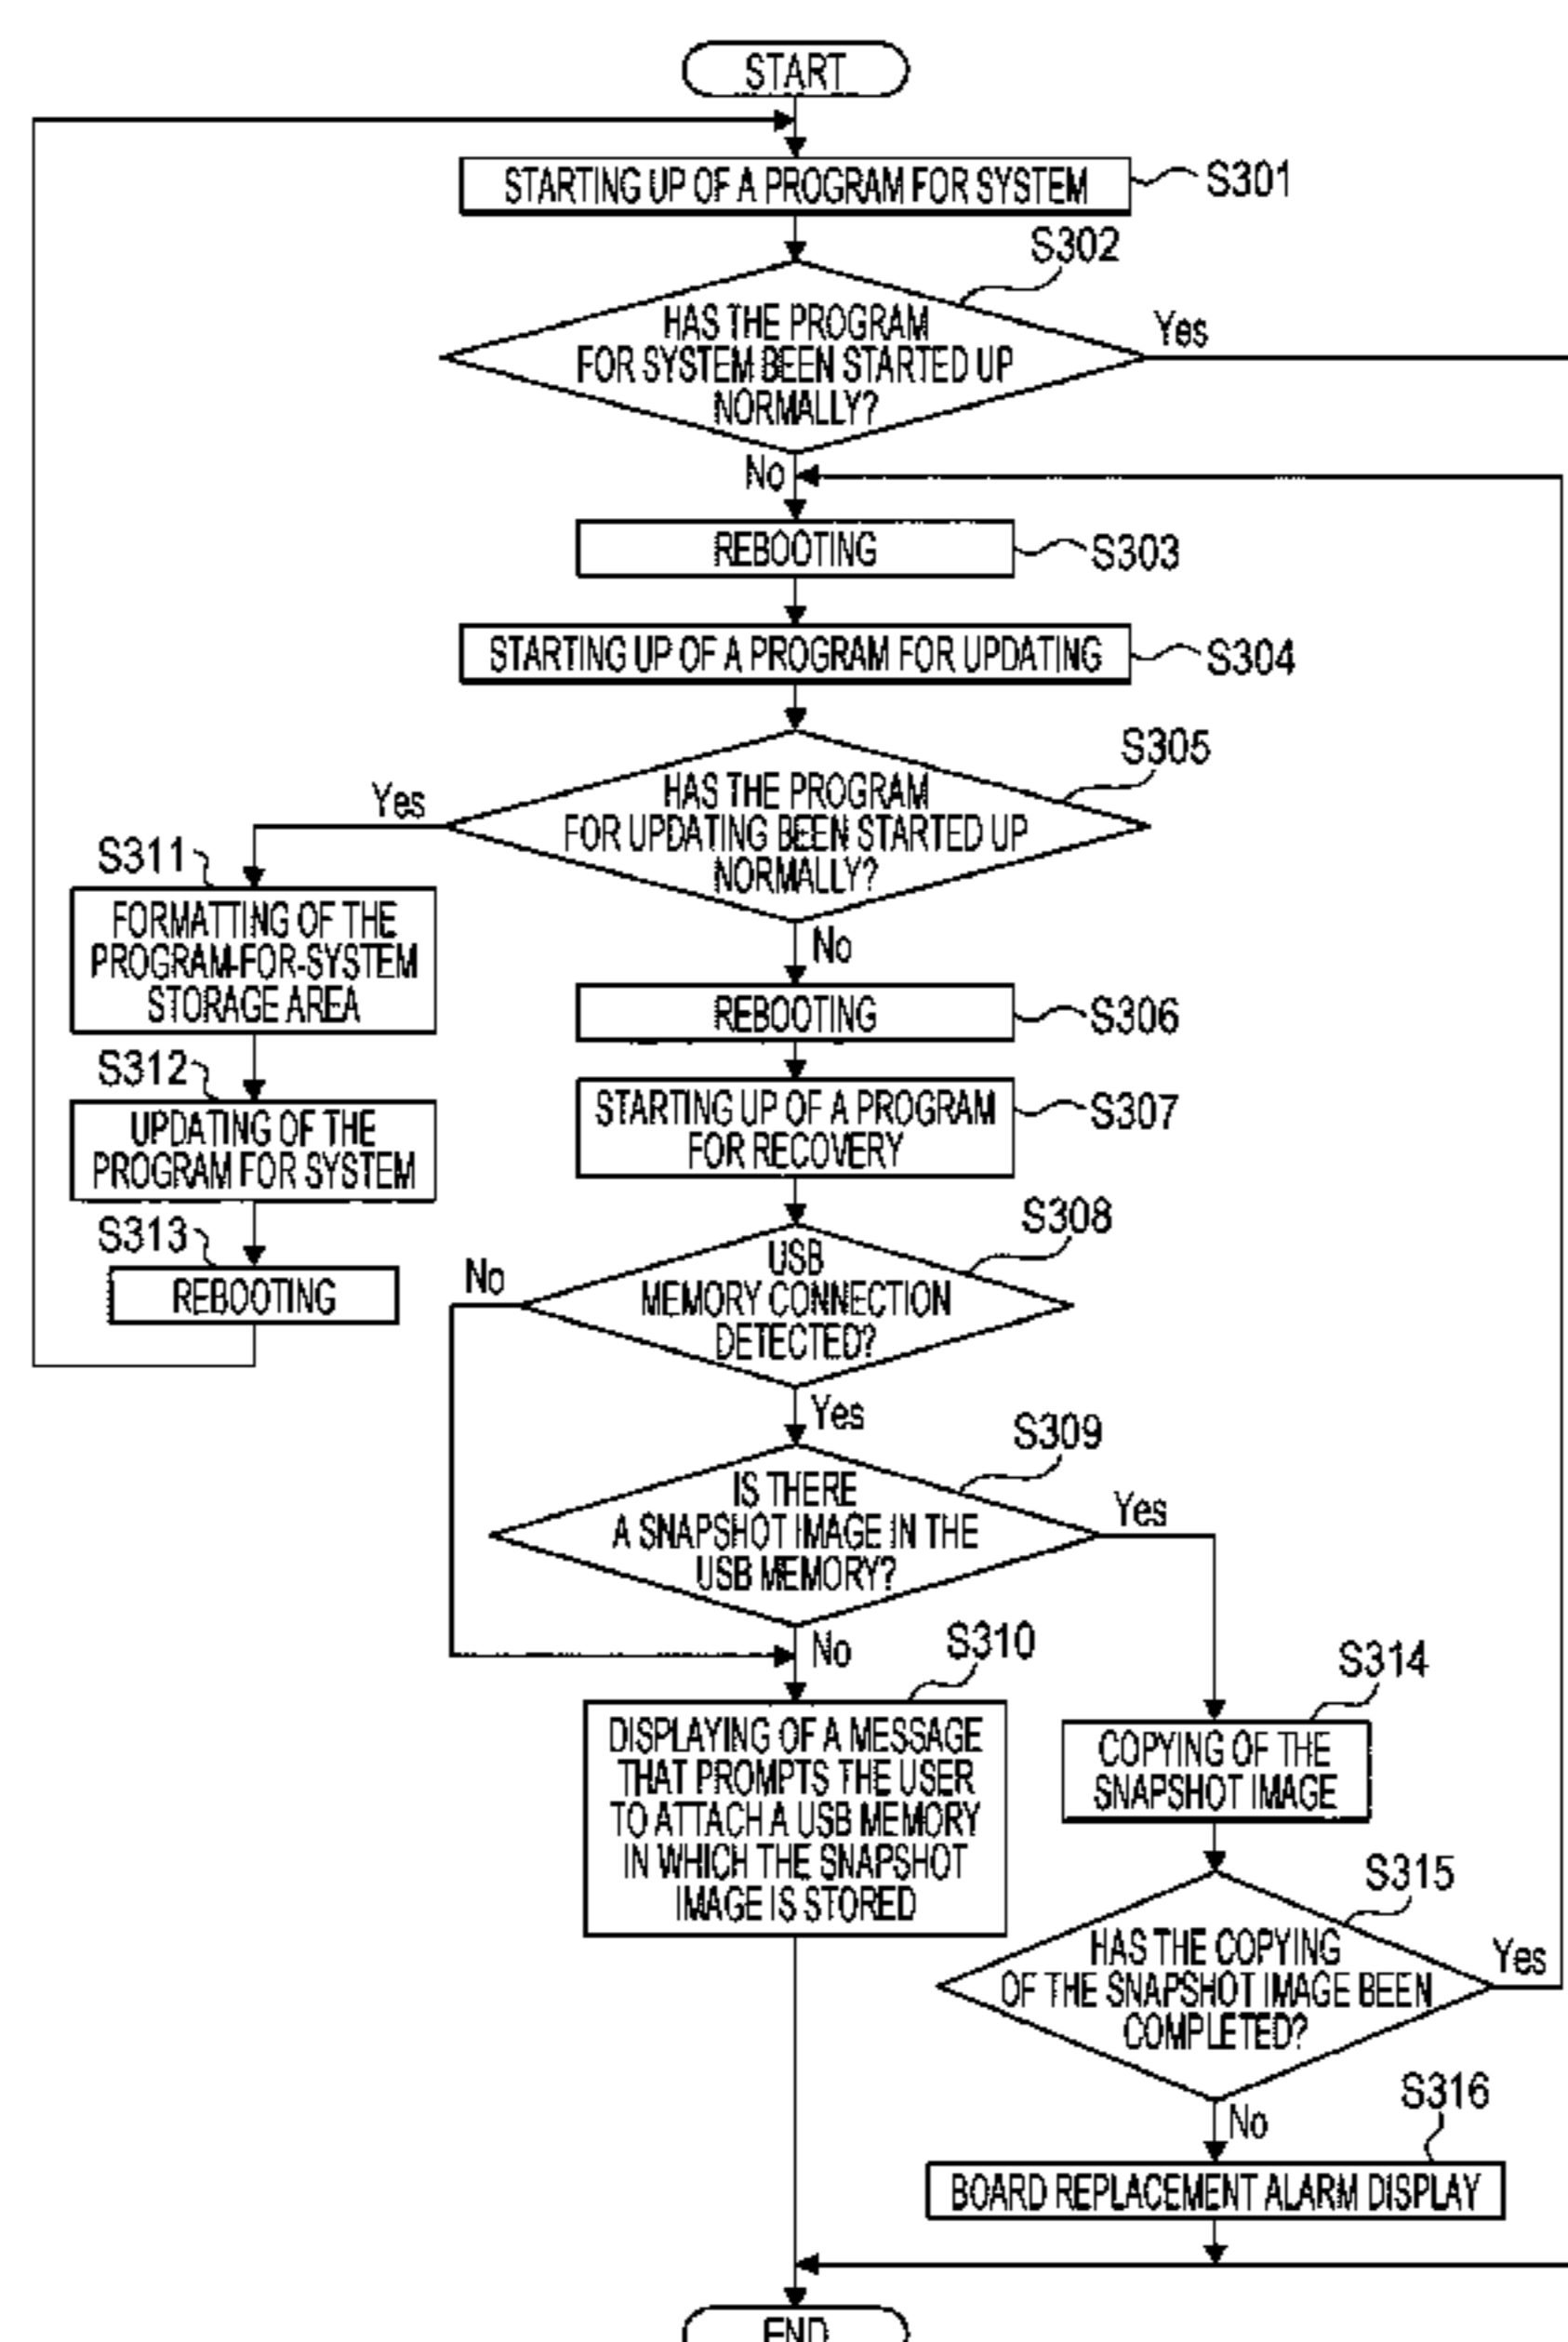 START
STARTING UP OF A PROGRAM FOR SYSTEM
S301
S302
HAS THE PROGRAM
FOR SYSTEM BEEN STARTED UP
NORMALLY?
Yes
No
REBOOTING
S303
STARTING UP OF A PROGRAM FOR UPDATING
S304
S305
HAS THE PROGRAM
FOR UPDATING BEEN STARTED UP
NORMALLY?
Yes
No
S311
FORMATTING OF THE
PROGRAM-FOR-SYSTEM
STORAGE AREA
S312
UPDATING OF THE
PROGRAM FOR SYSTEM
S313
REBOOTING
REBOOTING
S306
STARTING UP OF A PROGRAM
FOR RECOVERY
S307
S308
USB
MEMORY CONNECTION
DETECTED?
No
Yes
S309
IS THERE
A SNAPSHOT IMAGE IN THE
USB MEMORY?
Yes
No
S310
DISPLAYING OF A MESSAGE
THAT PROMPTS THE USER
TO ATTACH A USB MEMORY
IN WHICH THE SNAPSHOT
IMAGE IS STORED
S314
COPYING OF THE
SNAPSHOT IMAGE
S315
HAS THE COPYING
OF THE SNAPSHOT IMAGE BEEN
COMPLETED?
Yes
No
S316
BOARD REPLACEMENT ALARM DISPLAY
END